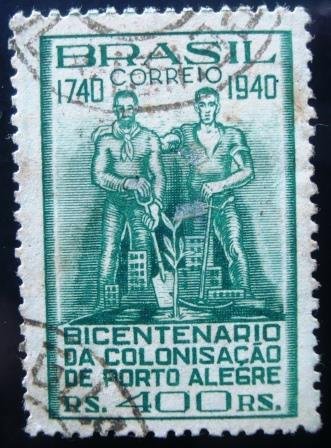 BRASIL
CORREIO
1740 1940
BICENTENARIO
DA COLONISAÇÃO
DE PORTO ALEGRE
RS. 400 RS.